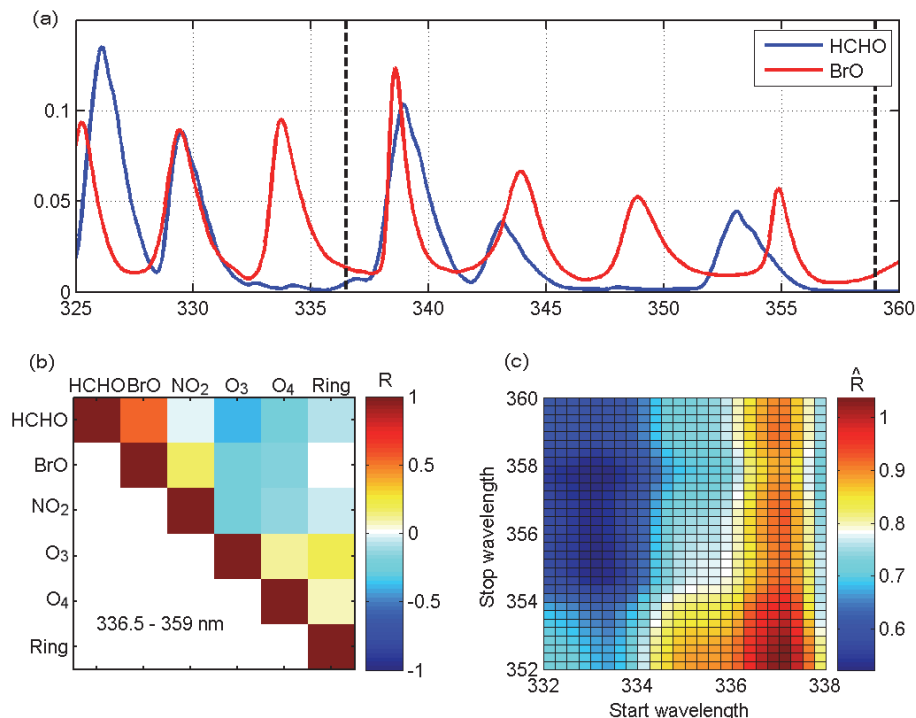 (a)
HCHO
BrO
0.1
0.05
0
325 330 335 340 345 350 355 360
(b)
HCHO BrO NO2 O3 O4 Ring
R
HCHO
BrO
NO2
O3
O4
Ring
336.5 - 359 nm
1
0.5
0
-0.5
-1
(c)
^
R
Stop wavelength
360
358
356
354
352
332 334 336 338
Start wavelength
1
0.9
0.8
0.7
0.6